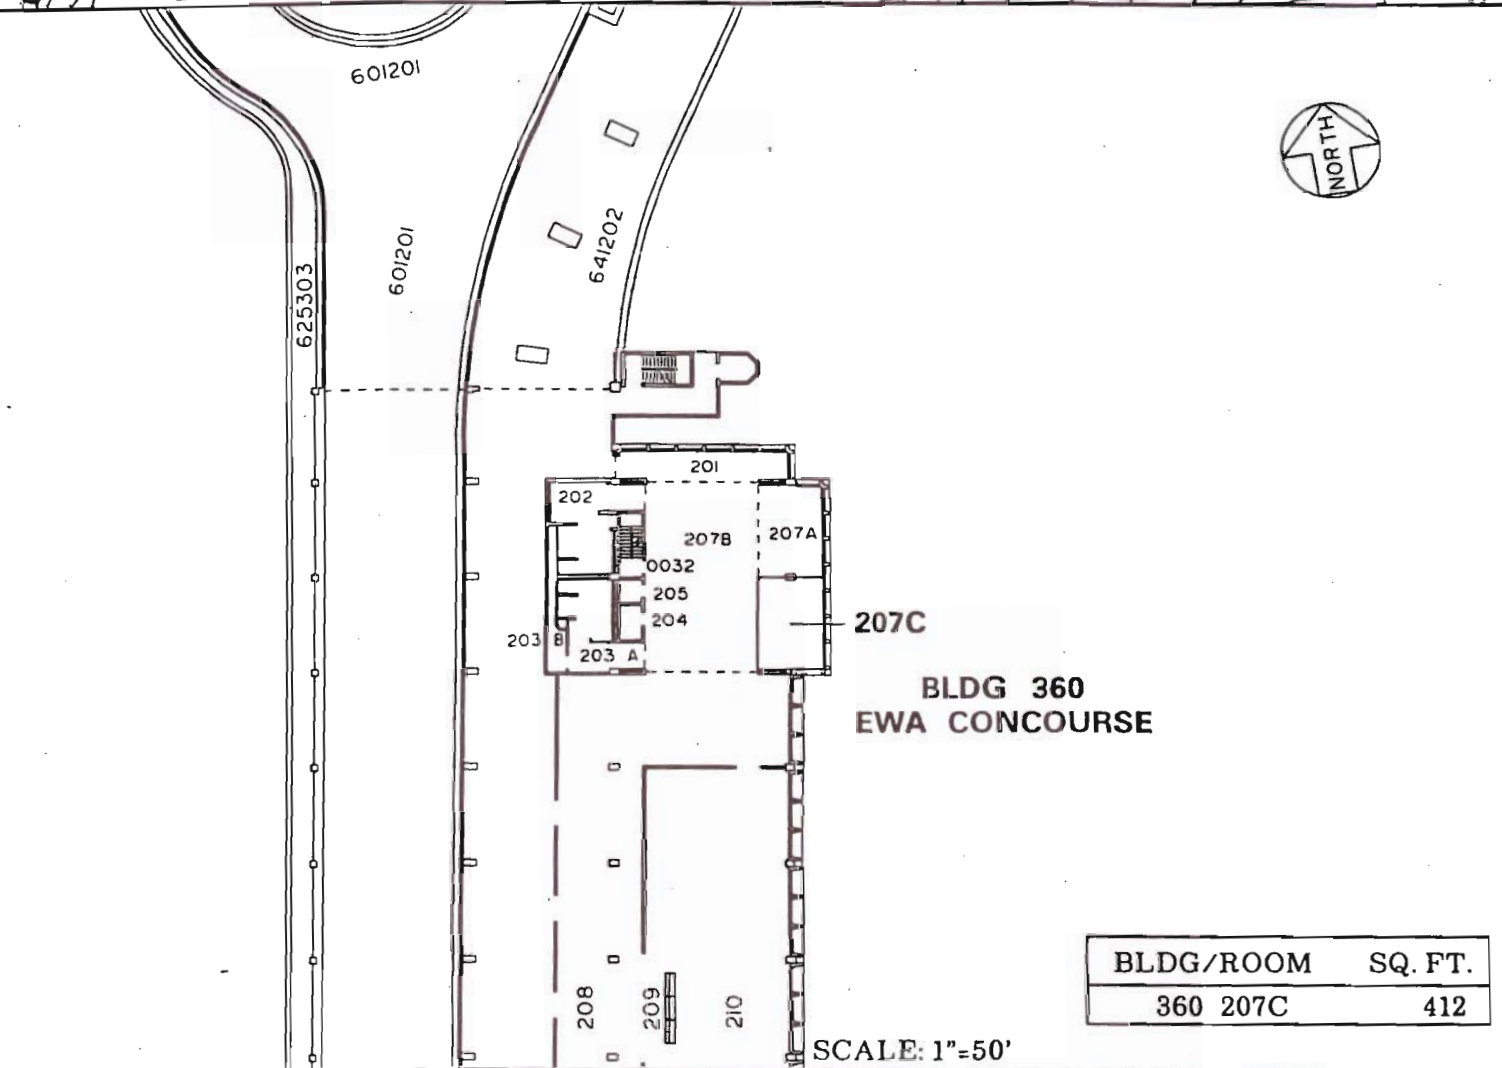 601201
NORTH
601201
641202
625303
201
202
207B
207A
0032
205
204
207C
203 B
203 A
BLDG 360
EWA CONCOURSE
BLDG/ROOM SQ. FT.
360 207C 412
208
209
210
SCALE: 1"=50'